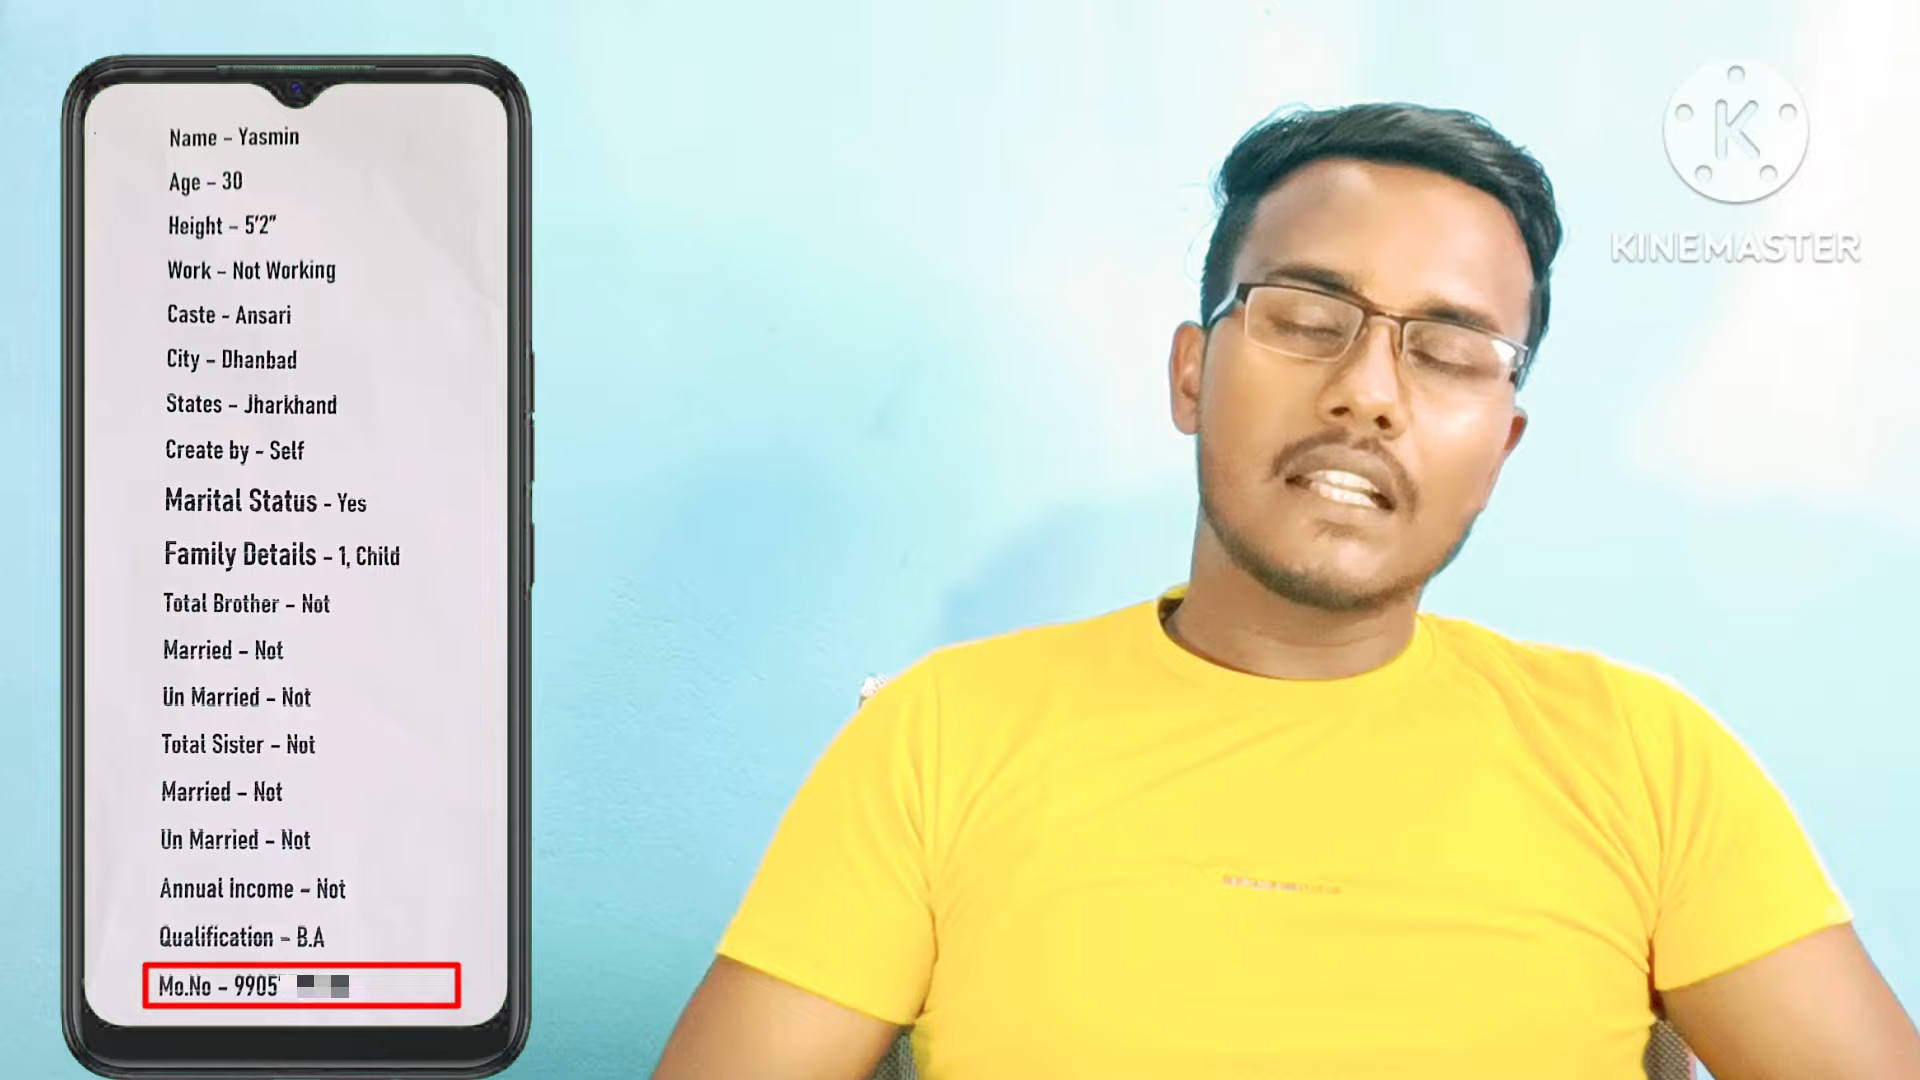 Name - Yasmin
Age - 30
Height - 5'2"
Work - Not Working
Caste - Ansari
City - Dhanbad
States - Jharkhand
Create by - Self
Marital Status - Yes
Family Details - 1, Child
Total Brother - Not
Married - Not
Un Married - Not
Total Sister - Not
Married - Not
Un Married - Not
Annual income - Not
Qualification - B.A
Mo.No - 9905
KINEMASTER